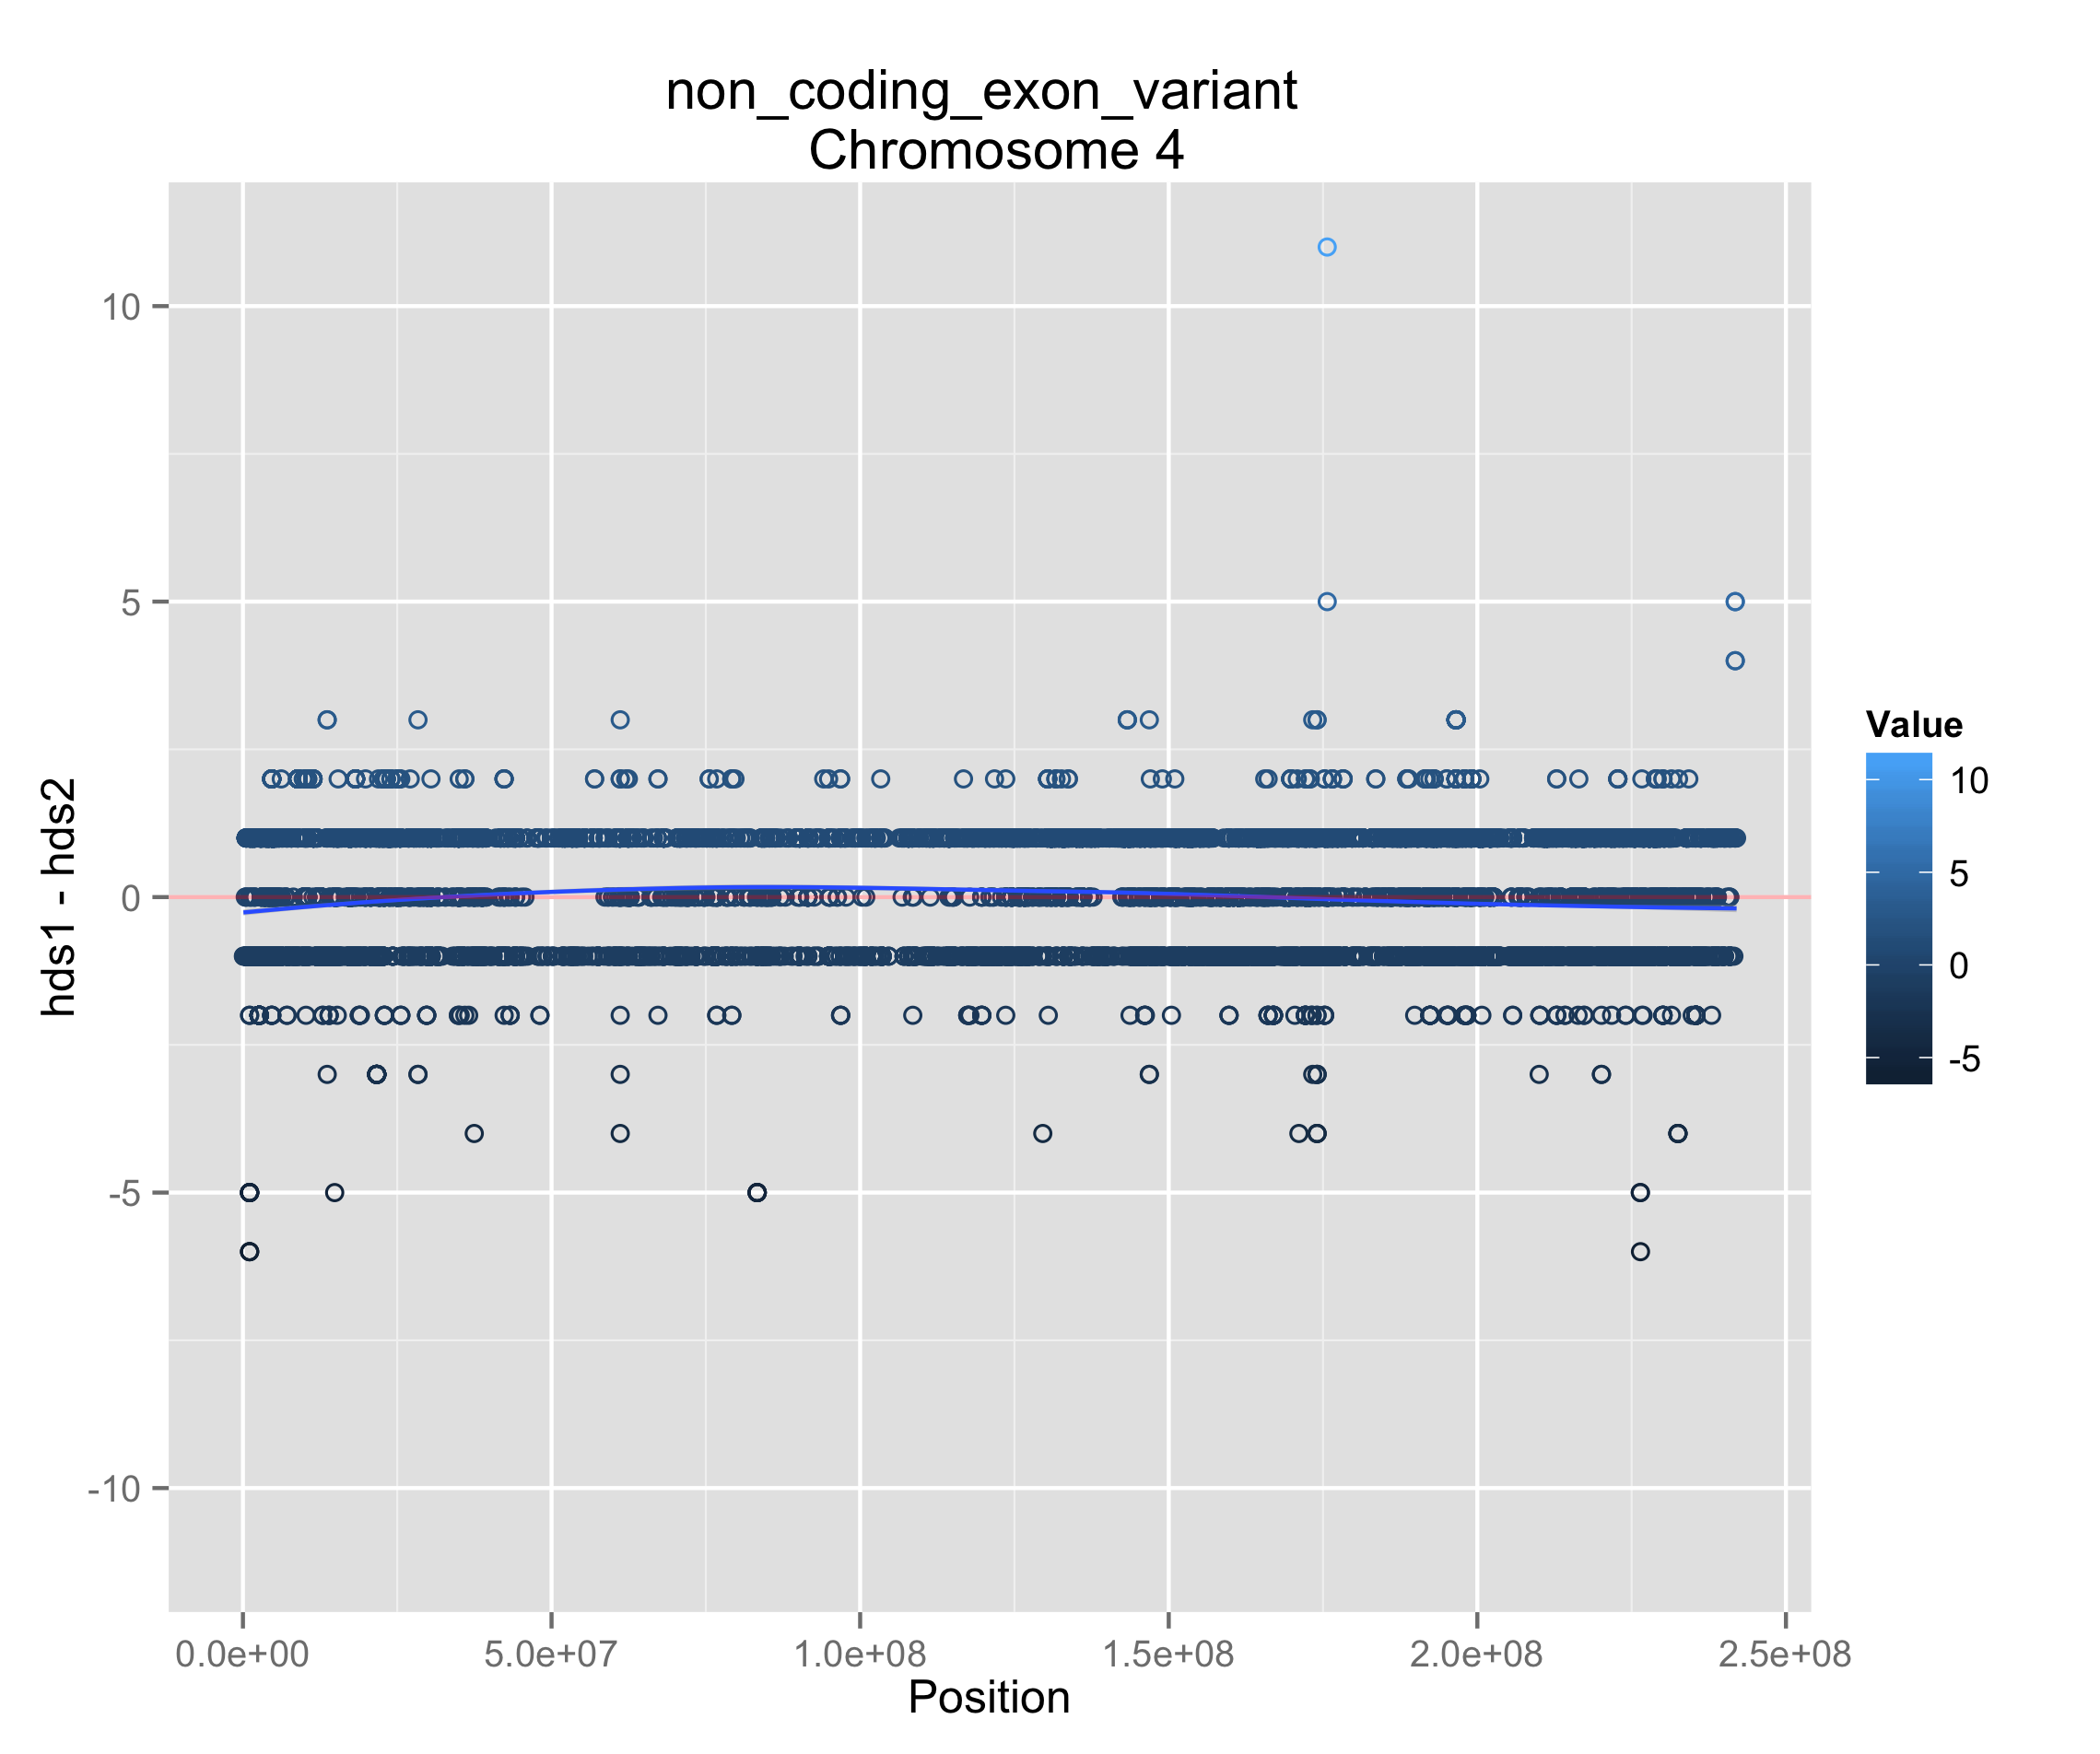 non_coding_exon_variant
Chromosome 4
10
5
0
-5
-10
hds1 - hds2
0.0e+00 5.0e+07 1.0e+08 1.5e+08 2.0e+08 2.5e+08
Position
Value
10
5
0
-5